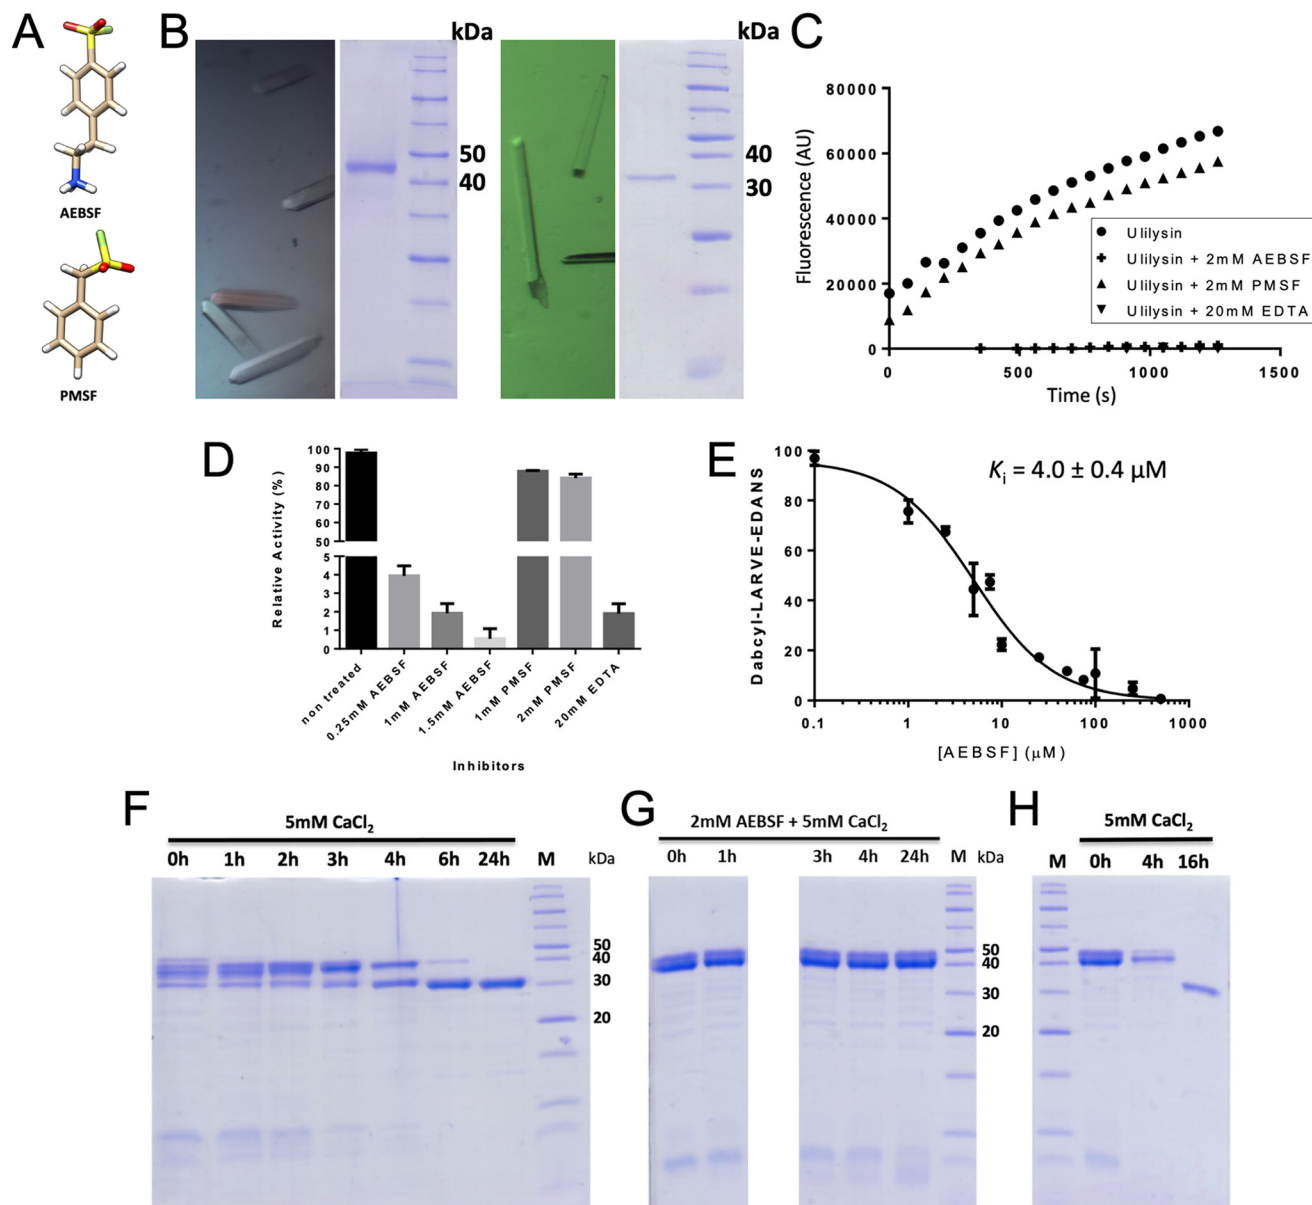 A
AEBSF
PMSF
B
kDa
50
40
kDa
40
30
C
Fluorescence (AU)
80000
60000
40000
20000
0
0
500
1000
1500
Time (s)
Ulilysin
Ulilysin + 2mM AEBSF
Ulilysin + 2mM PMSF
Ulilysin + 20mM EDTA
D
Relative Activity (%)
100
90
80
70
60
50
5
4
3
2
1
0
non treated
0.25mM AEBSF
1mM AEBSF
1.5mM AEBSF
1mM PMSF
2mM PMSF
20mM EDTA
Inhibitors
E
Dabcyl-LARVE-EDANS
100
80
60
40
20
0
Ki = 4.0 ± 0.4 µM
0.1
1
10
100
1000
[AEBSF] (µM)
F
5mM CaCl2
0h 1h 2h 3h 4h 6h 24h M kDa
50
40
30
20
G
2mM AEBSF + 5mM CaCl2
0h 1h 3h 4h 24h M kDa
50
40
30
20
H
5mM CaCl2
M 0h 4h 16h